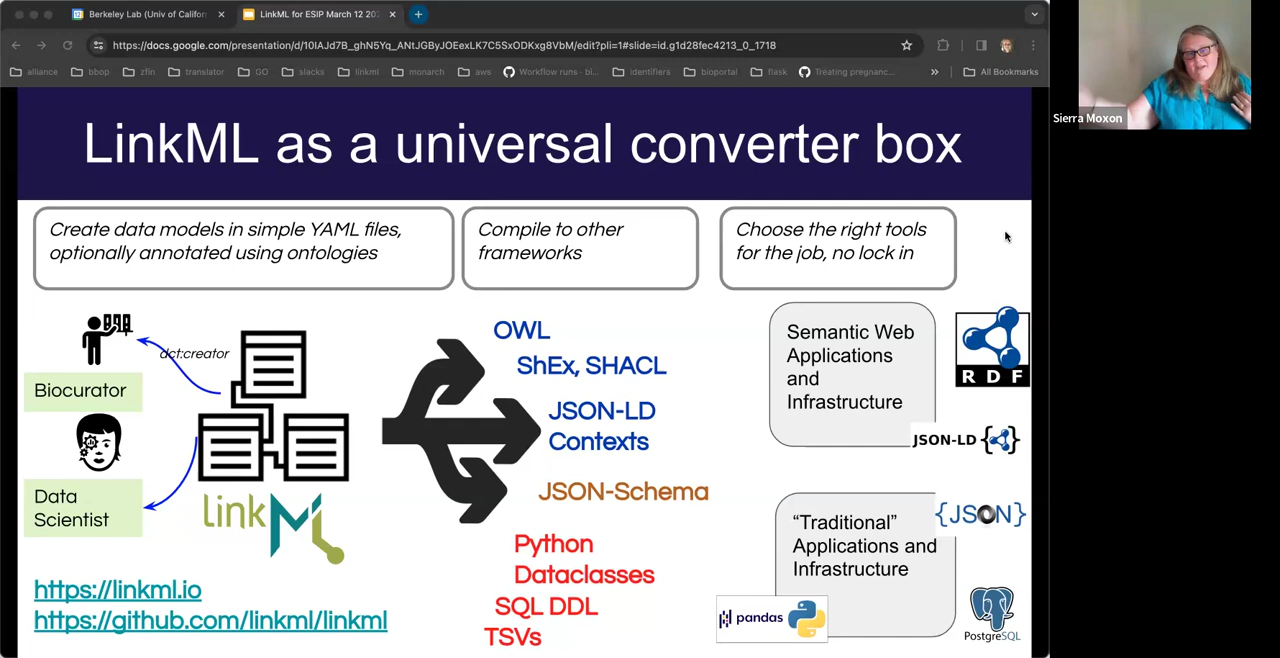 Berkeley Lab (Univ of Califor
LinkML for ESIP March 12 202
https://docs.google.com/presentation/d/10IAJd7B_ghN5Yq_ANtJGByJOEexLK7C5SxODKxg8VbM/edit?pli=1#slide=id.g1d28fec4213_0_1718
alliance bbop zfin translator GO slacks linkml monarch aws Workflow runs · bi... identifiers bioportal flask Treating pregnanc... » All Bookmarks
Sierra Moxon
LinkML as a universal converter box
Create data models in simple YAML files,
optionally annotated using ontologies
Compile to other
frameworks
Choose the right tools
for the job, no lock in
dct:creator
Biocurator
Data
Scientist
linkML
https://linkml.io
https://github.com/linkml/linkml
OWL
ShEx, SHACL
JSON-LD
Contexts
JSON-Schema
Python
Dataclasses
SQL DDL
TSVs
Semantic Web
Applications
and
Infrastructure
RDF
JSON-LD
{JSON}
“Traditional”
Applications and
Infrastructure
pandas
PostgreSQL